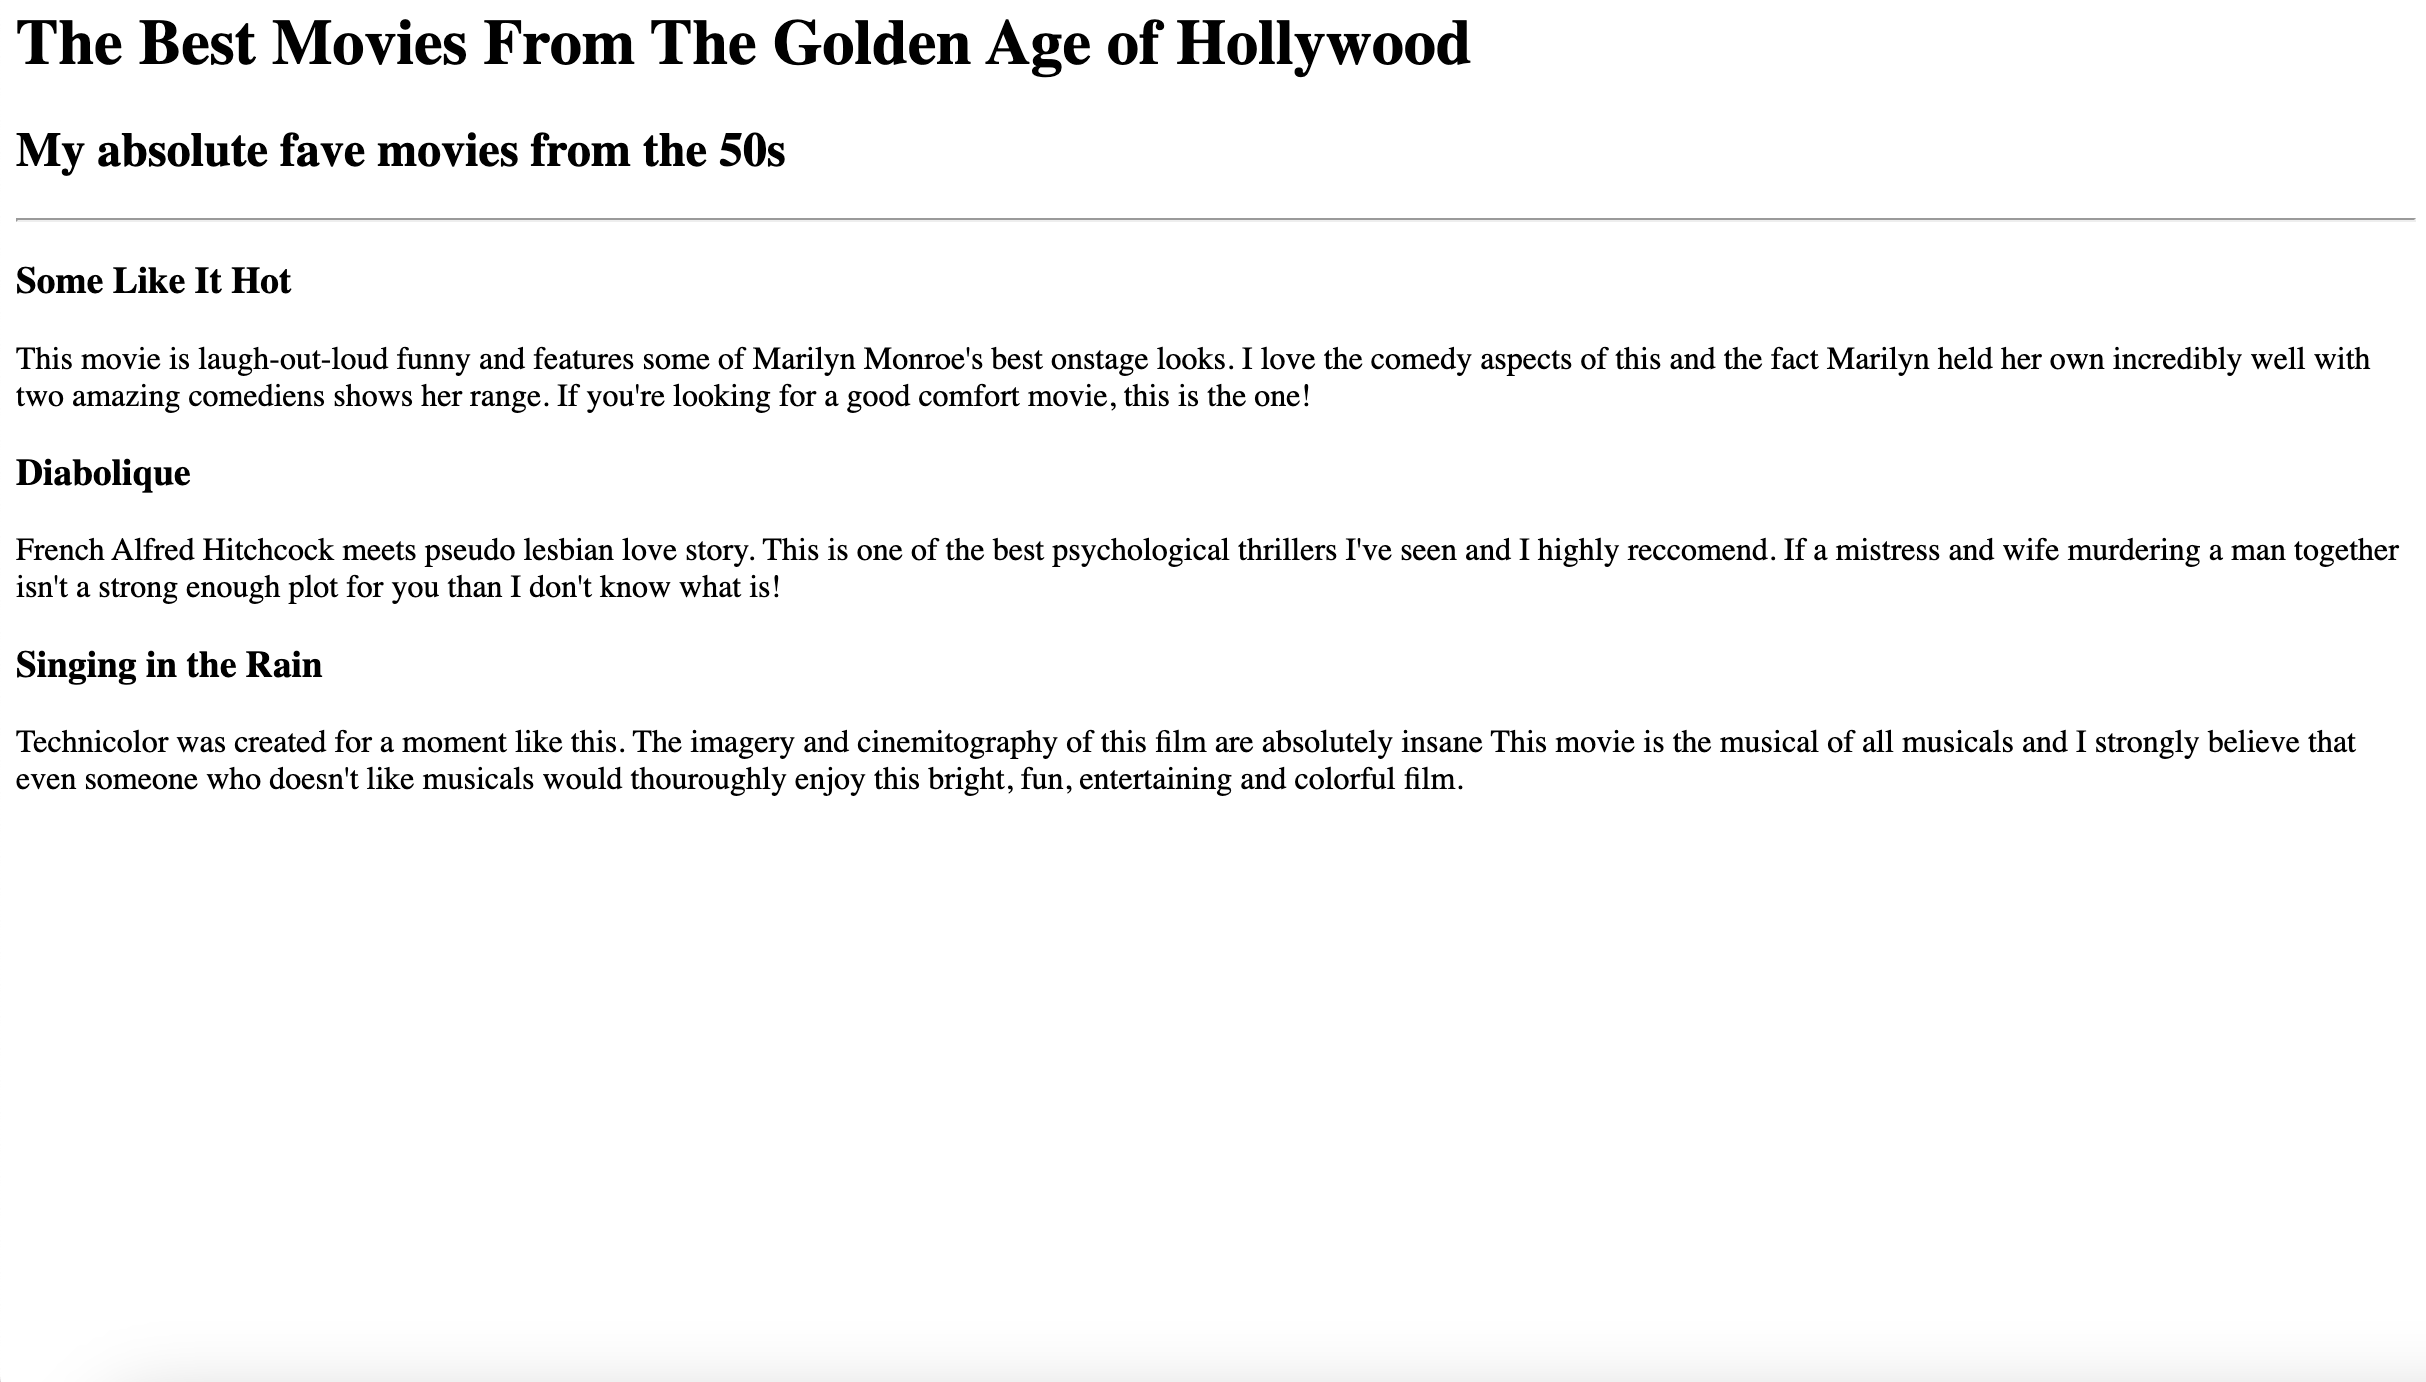 The Best Movies From The Golden Age of Hollywood
My absolute fave movies from the 50s
Some Like It Hot
This movie is laugh-out-loud funny and features some of Marilyn Monroe's best onstage looks. I love the comedy aspects of this and the fact Marilyn held her own incredibly well with
two amazing comediens shows her range. If you're looking for a good comfort movie, this is the one!
Diabolique
French Alfred Hitchcock meets pseudo lesbian love story. This is one of the best psychological thrillers I've seen and I highly reccomend. If a mistress and wife murdering a man together
isn't a strong enough plot for you than I don't know what is!
Singing in the Rain
Technicolor was created for a moment like this. The imagery and cinemitography of this film are absolutely insane This movie is the musical of all musicals and I strongly believe that
even someone who doesn't like musicals would thouroughly enjoy this bright, fun, entertaining and colorful film.